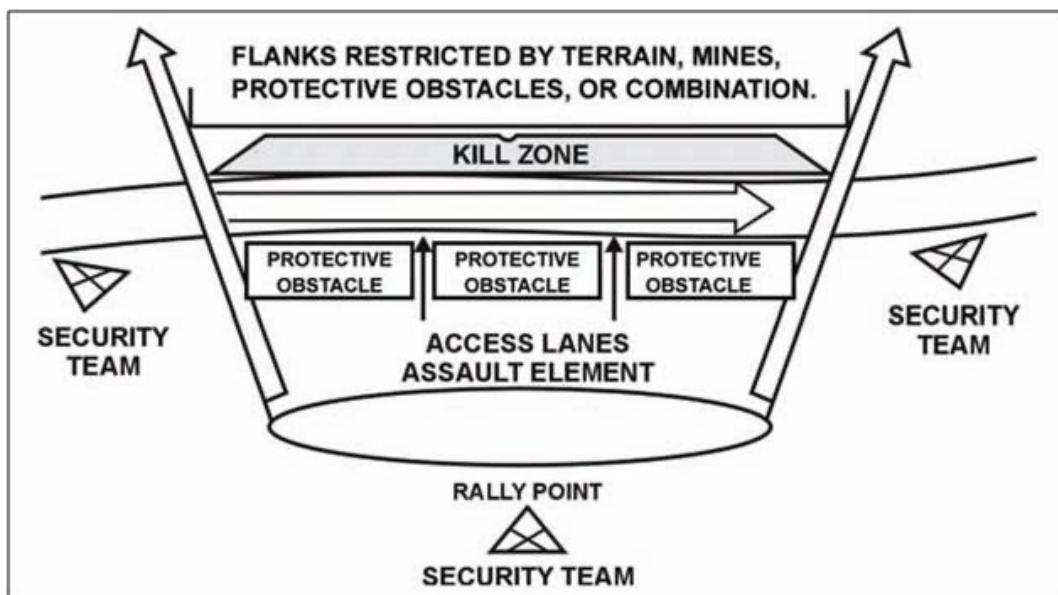 FLANKS RESTRICTED BY TERRAIN, MINES,
PROTECTIVE OBSTACLES, OR COMBINATION.
KILL ZONE
PROTECTIVE
OBSTACLE
PROTECTIVE
OBSTACLE
PROTECTIVE
OBSTACLE
SECURITY
TEAM
ACCESS LANES
ASSAULT ELEMENT
SECURITY
TEAM
RALLY POINT
SECURITY TEAM